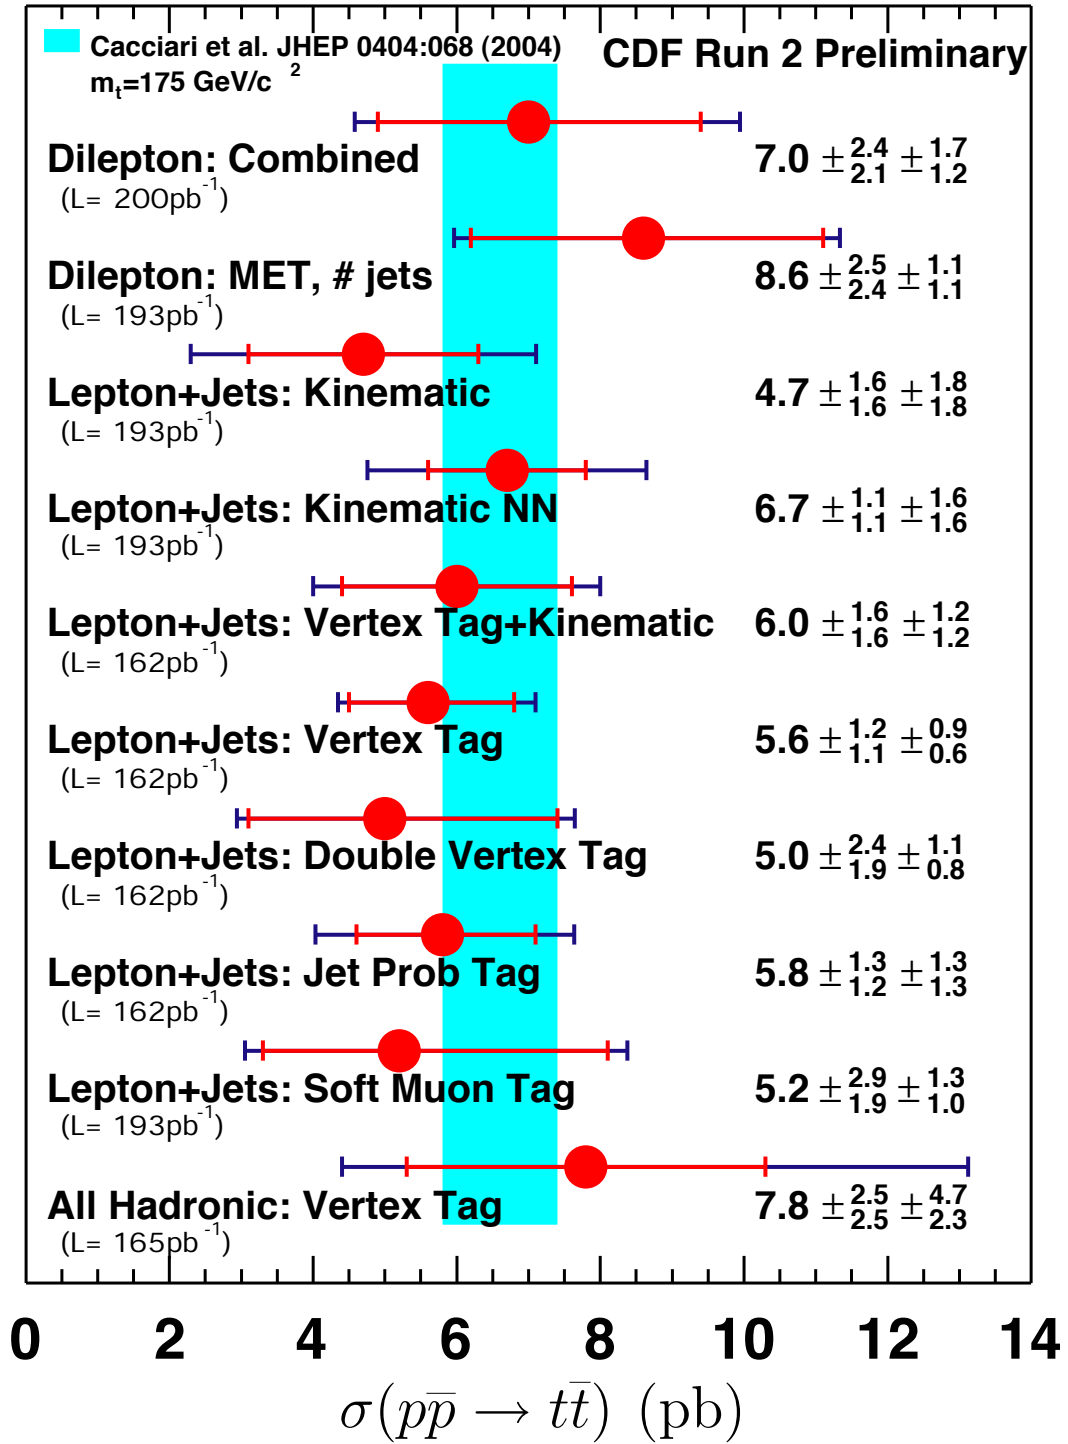 Cacciari et al. JHEP 0404:068 (2004)
m_t=175 GeV/c ^2
CDF Run 2 Preliminary
Dilepton: Combined 7.0 ± 2.4 2.1 ± 1.7 1.2
(L= 200pb^-1)
Dilepton: MET, # jets 8.6 ± 2.5 2.4 ± 1.1 1.1
(L= 193pb^-1)
Lepton+Jets: Kinematic 4.7 ± 1.6 1.6 ± 1.8 1.8
(L= 193pb^-1)
Lepton+Jets: Kinematic NN 6.7 ± 1.1 1.1 ± 1.6 1.6
(L= 193pb^-1)
Lepton+Jets: Vertex Tag+Kinematic 6.0 ± 1.6 1.6 ± 1.2 1.2
(L= 162pb^-1)
Lepton+Jets: Vertex Tag 5.6 ± 1.2 1.1 ± 0.9 0.6
(L= 162pb^-1)
Lepton+Jets: Double Vertex Tag 5.0 ± 2.4 1.9 ± 1.1 0.8
(L= 162pb^-1)
Lepton+Jets: Jet Prob Tag 5.8 ± 1.3 1.2 ± 1.3 1.3
(L= 162pb^-1)
Lepton+Jets: Soft Muon Tag 5.2 ± 2.9 1.9 ± 1.3 1.0
(L= 193pb^-1)
All Hadronic: Vertex Tag 7.8 ± 2.5 2.5 ± 4.7 2.3
(L= 165pb^-1)
0 2 4 6 8 10 12 14
σ(pp̅ → tt̅) (pb)